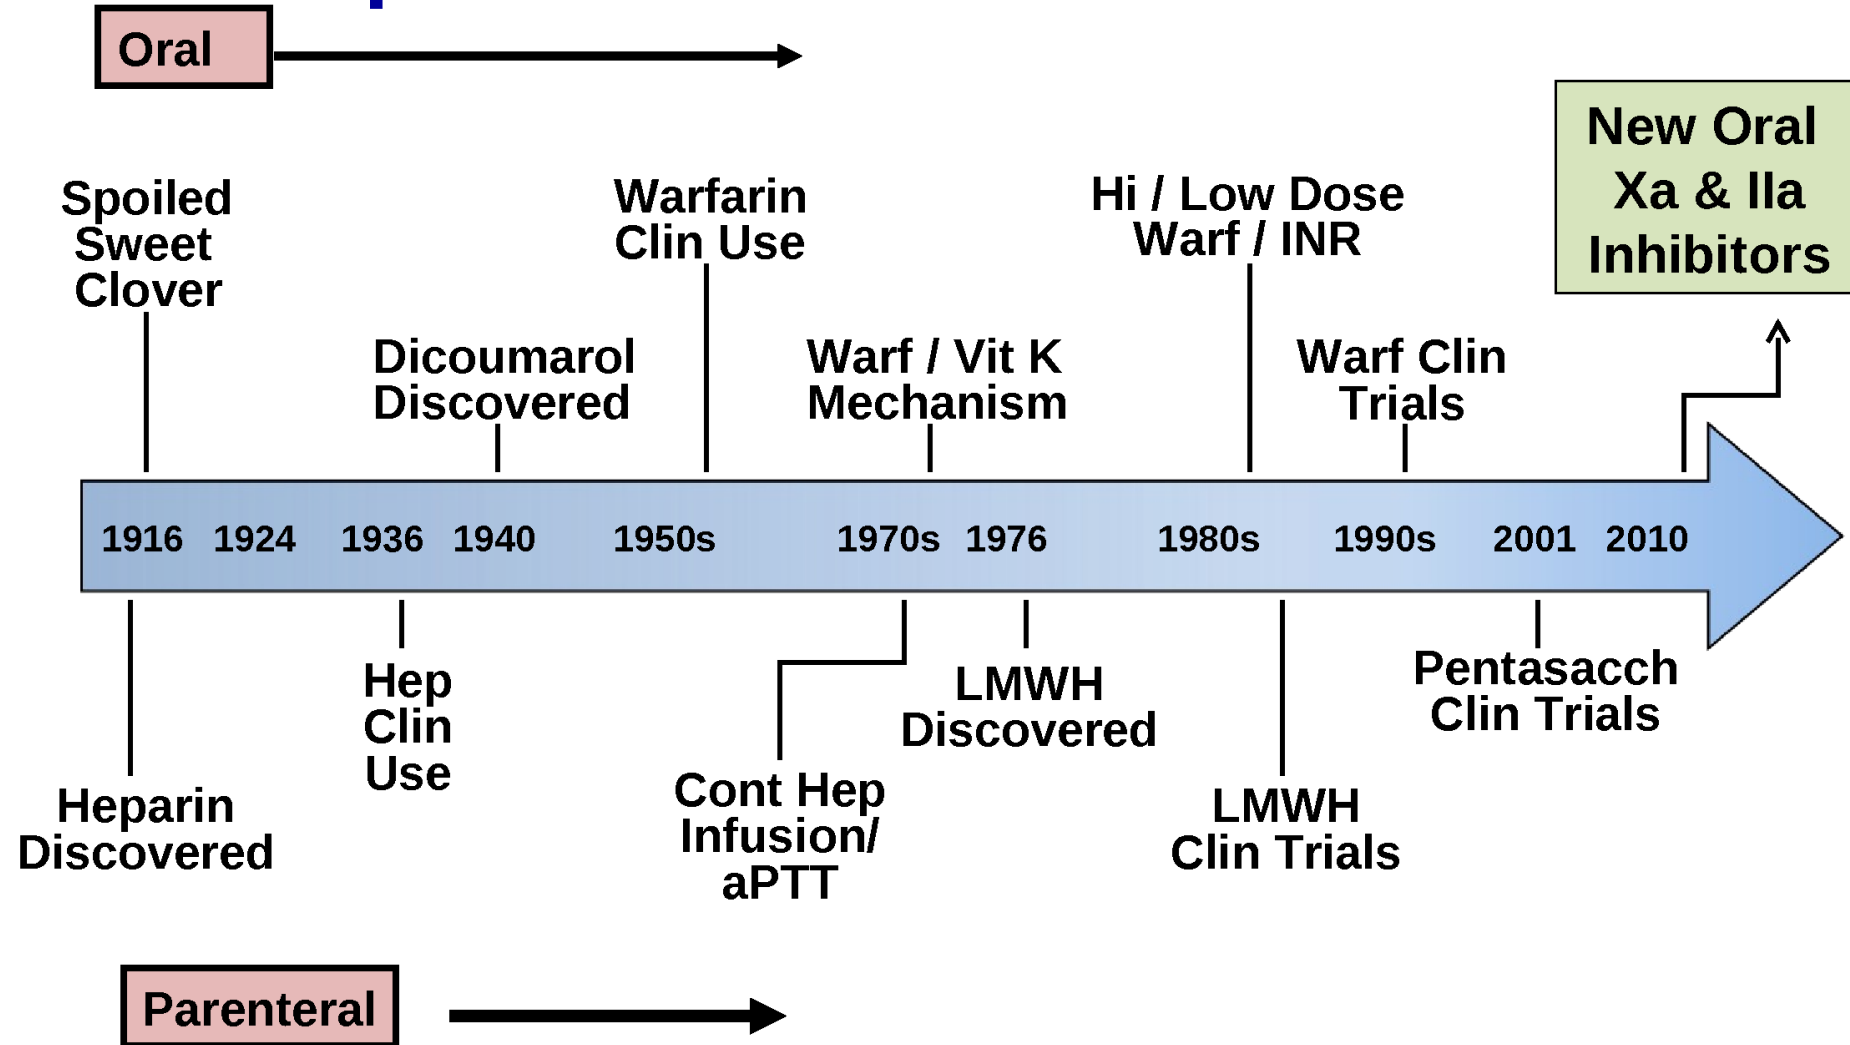 Oral
New Oral
Xa & IIa
Inhibitors
Spoiled
Sweet
Clover
Warfarin
Clin Use
Hi / Low Dose
Warf / INR
Dicoumarol
Discovered
Warf / Vit K
Mechanism
Warf Clin
Trials
1916 1924 1936 1940 1950s 1970s 1976 1980s 1990s 2001 2010
Heparin
Discovered
Hep
Clin
Use
Cont Hep
Infusion/
aPTT
LMWH
Discovered
LMWH
Clin Trials
Pentasacch
Clin Trials
Parenteral